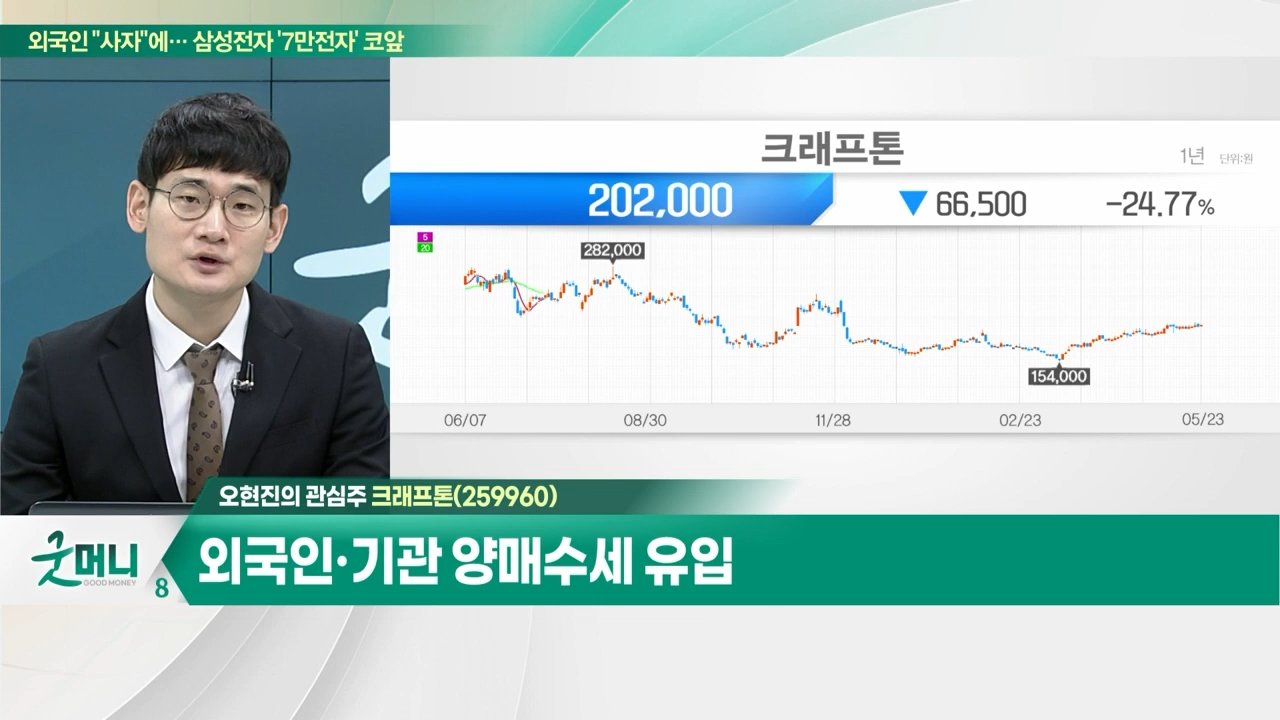 외국인 "사자"에… 삼성전자 '7만전자' 코앞
크래프톤
1년 단위:원
202,000 ▼ 66,500 -24.77%
5
20
282,000
154,000
06/07 08/30 11/28 02/23 05/23
오현진의 관심주 크래프톤(259960)
굿머니
GOOD MONEY
8
외국인·기관 양매수세 유입